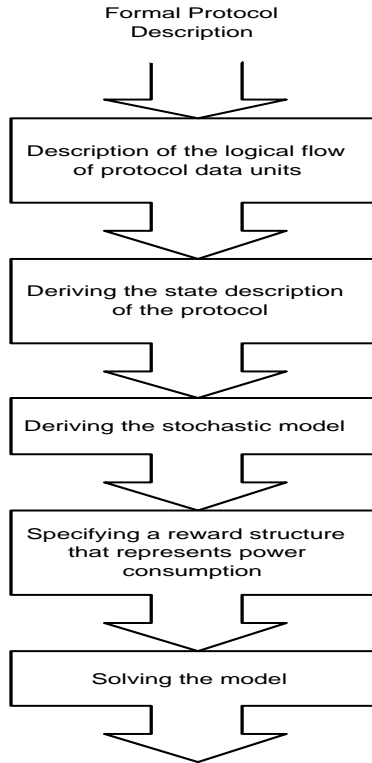 Formal Protocol
Description
Description of the logical flow
of protocol data units
Deriving the state description
of the protocol
Deriving the stochastic model
Specifying a reward structure
that represents power
consumption
Solving the model